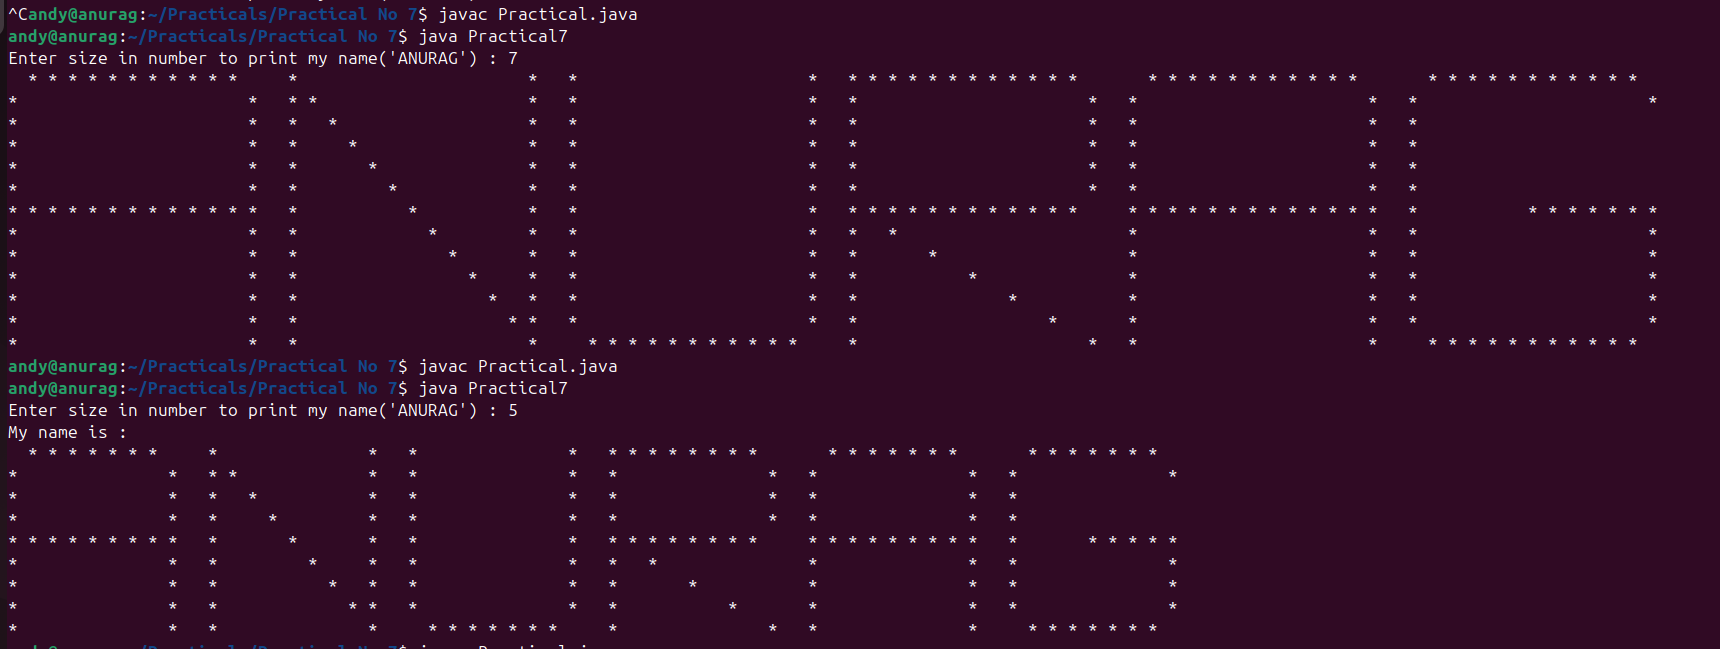 ^Candy@anurag:~/Practicals/Practical No 7$ javac Practical.java
andy@anurag:~/Practicals/Practical No 7$ java Practical7
Enter size in number to print my name('ANURAG') : 7
  * * * * * * * * * * *     *                       *   *                       *   * * * * * * * * * * * *       * * * * * * * * * * *       * * * * * * * * * * *
*                       *   * *                     *   *                       *   *                       *   *                       *   *                       *
*                       *   *   *                   *   *                       *   *                       *   *                       *   *
*                       *   *     *                 *   *                       *   *                       *   *                       *   *
*                       *   *       *               *   *                       *   *                       *   *                       *   *
*                       *   *         *             *   *                       *   *                       *   *                       *   *
* * * * * * * * * * * * *   *           *           *   *                       *   * * * * * * * * * * * *     * * * * * * * * * * * * *   *           * * * * * * *
*                       *   *             *         *   *                       *   *   *                       *                       *   *                       *
*                       *   *               *       *   *                       *   *       *                   *                       *   *                       *
*                       *   *                 *     *   *                       *   *           *               *                       *   *                       *
*                       *   *                   *   *   *                       *   *               *           *                       *   *                       *
*                       *   *                     * *   *                       *   *                   *       *                       *   *                       *
*                       *   *                       *     * * * * * * * * * * *     *                       *   *                       *     * * * * * * * * * * *
andy@anurag:~/Practicals/Practical No 7$ javac Practical.java
andy@anurag:~/Practicals/Practical No 7$ java Practical7
Enter size in number to print my name('ANURAG') : 5
My name is :
  * * * * * * *     *               *   *               *   * * * * * * * *       * * * * * * *       * * * * * * *
*               *   * *             *   *               *   *               *   *               *   *               *
*               *   *   *           *   *               *   *               *   *               *   *
*               *   *     *         *   *               *   *               *   *               *   *
* * * * * * * * *   *       *       *   *               *   * * * * * * * *     * * * * * * * * *   *       * * * * *
*               *   *         *     *   *               *   *   *               *               *   *               *
*               *   *           *   *   *               *   *       *           *               *   *               *
*               *   *             * *   *               *   *           *       *               *   *               *
*               *   *               *     * * * * * * *     *               *   *               *     * * * * * * *